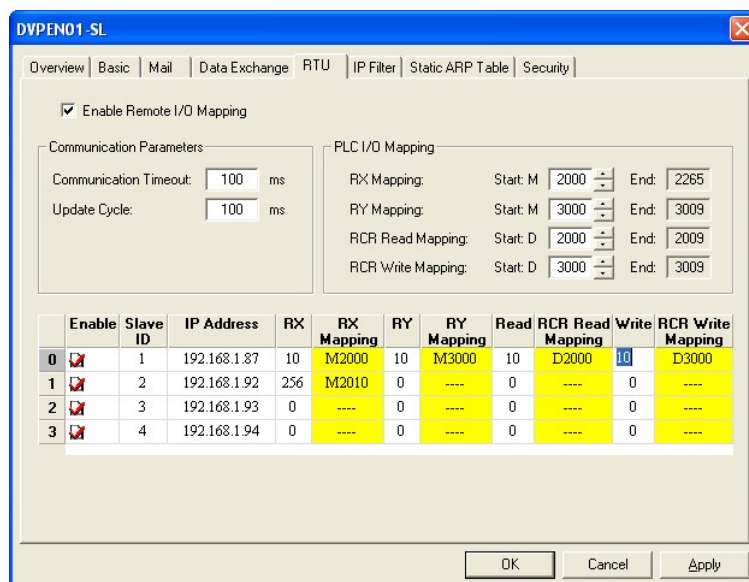 DVPEN01-SL
Overview Basic Mail Data Exchange RTU IP Filter Static ARP Table Security
Enable Remote I/O Mapping
Communication Parameters
Communication Timeout: 100 ms
Update Cycle: 100 ms
PLC I/O Mapping
RX Mapping: Start: M 2000 End: 2265
RY Mapping: Start: M 3000 End: 3009
RCR Read Mapping: Start: D 2000 End: 2009
RCR Write Mapping: Start: D 3000 End: 3009
Enable Slave ID IP Address RX RX Mapping RY RY Mapping Read RCR Read Mapping Write RCR Write Mapping
0 1 192.168.1.87 10 M2000 10 M3000 10 D2000 10 D3000
1 2 192.168.1.92 256 M2010 0 ---- 0 ---- 0 ----
2 3 192.168.1.93 0 ---- 0 ---- 0 ---- 0 ----
3 4 192.168.1.94 0 ---- 0 ---- 0 ---- 0 ----
OK Cancel Apply